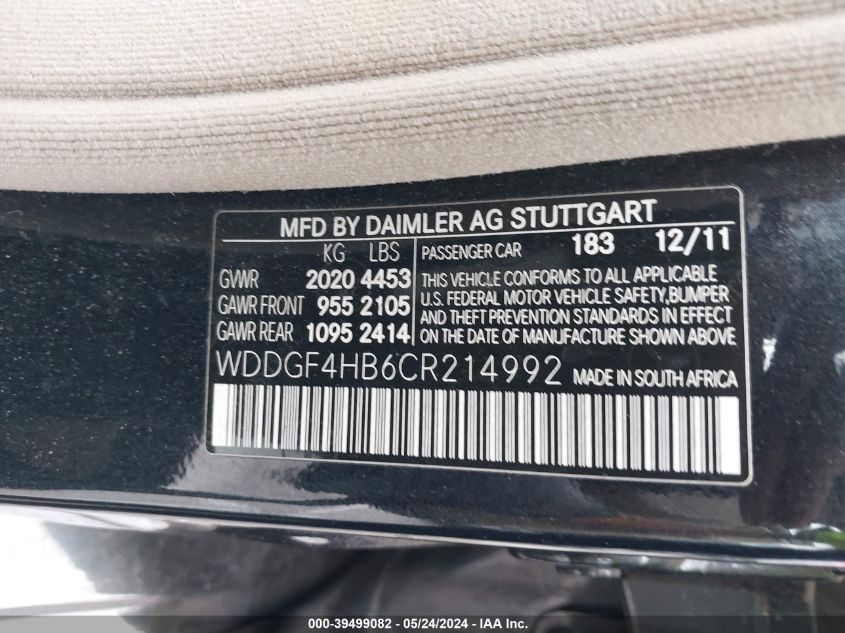 MFD BY DAIMLER AG STUTTGART
KG LBS
GVWR 2020 4453
GAWR FRONT 955 2105
GAWR REAR 1095 2414
PASSENGER CAR 183 12/11
THIS VEHICLE CONFORMS TO ALL APPLICABLE
U.S. FEDERAL MOTOR VEHICLE SAFETY,BUMPER
AND THEFT PREVENTION STANDARDS IN EFFECT
ON THE DATE OF MANUFACTURE SHOWN ABOVE
WDDGF4HB6CR214992 MADE IN SOUTH AFRICA
000-39499082 - 05/24/2024 - IAA Inc.